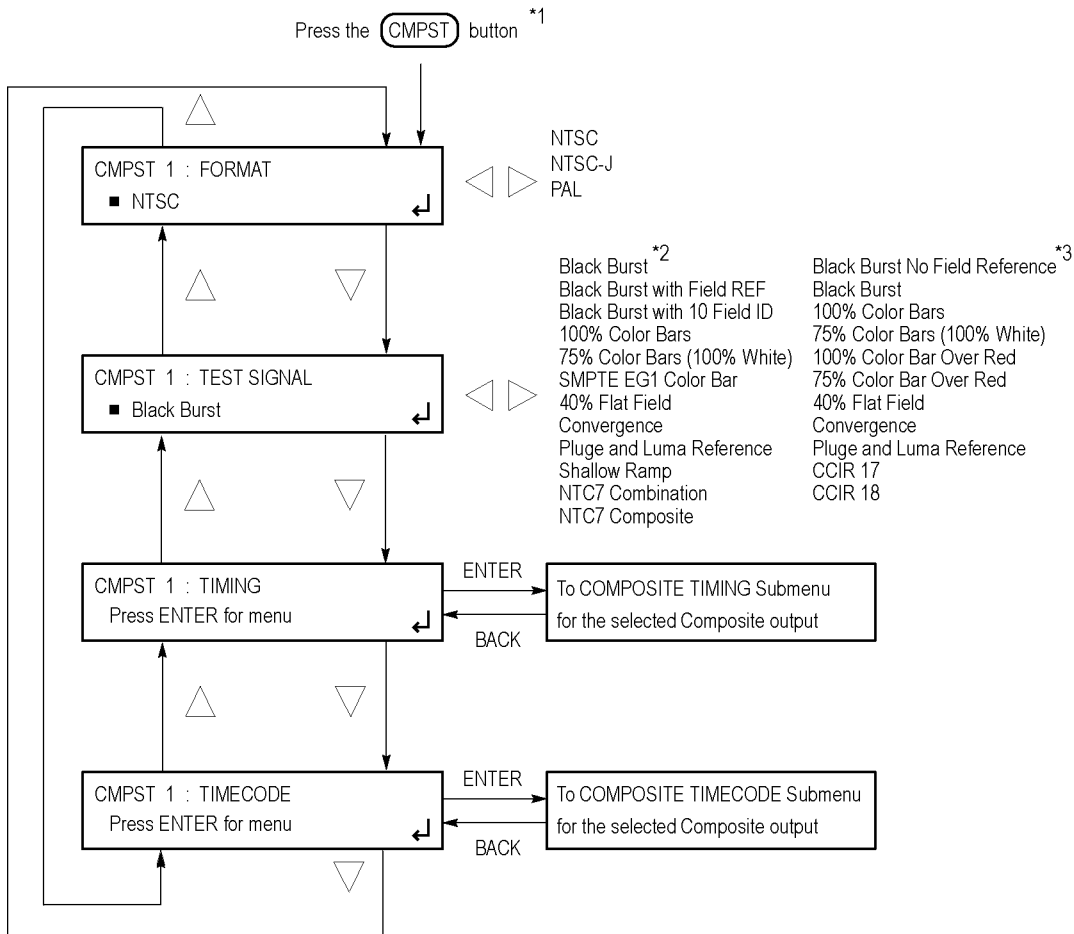 Press the CMPST button *1
CMPST 1 : FORMAT
■ NTSC
NTSC
NTSC-J
PAL
CMPST 1 : TEST SIGNAL
■ Black Burst
Black Burst *2
Black Burst with Field REF
Black Burst with 10 Field ID
100% Color Bars
75% Color Bars (100% White)
SMPTE EG1 Color Bar
40% Flat Field
Convergence
Pluge and Luma Reference
Shallow Ramp
NTC7 Combination
NTC7 Composite
Black Burst No Field Reference *3
Black Burst
100% Color Bars
75% Color Bars (100% White)
100% Color Bar Over Red
75% Color Bar Over Red
40% Flat Field
Convergence
Pluge and Luma Reference
CCIR 17
CCIR 18
CMPST 1 : TIMING
Press ENTER for menu
ENTER
BACK
To COMPOSITE TIMING Submenu
for the selected Composite output
CMPST 1 : TIMECODE
Press ENTER for menu
ENTER
BACK
To COMPOSITE TIMECODE Submenu
for the selected Composite output